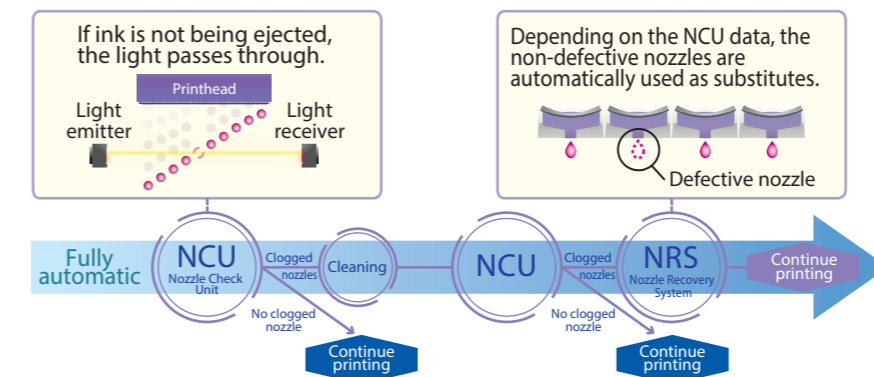 If ink is not being ejected,
the light passes through.
Printhead
Light
emitter
Light
receiver
Depending on the NCU data, the
non-defective nozzles are
automatically used as substitutes.
Defective nozzle
Fully
automatic
NCU
Nozzle Check
Unit
Clogged
nozzles
No clogged
nozzle
Continue
printing
Cleaning
NCU
Clogged
nozzles
No clogged
nozzle
Continue
printing
NRS
Nozzle Recovery
System
Continue
printing